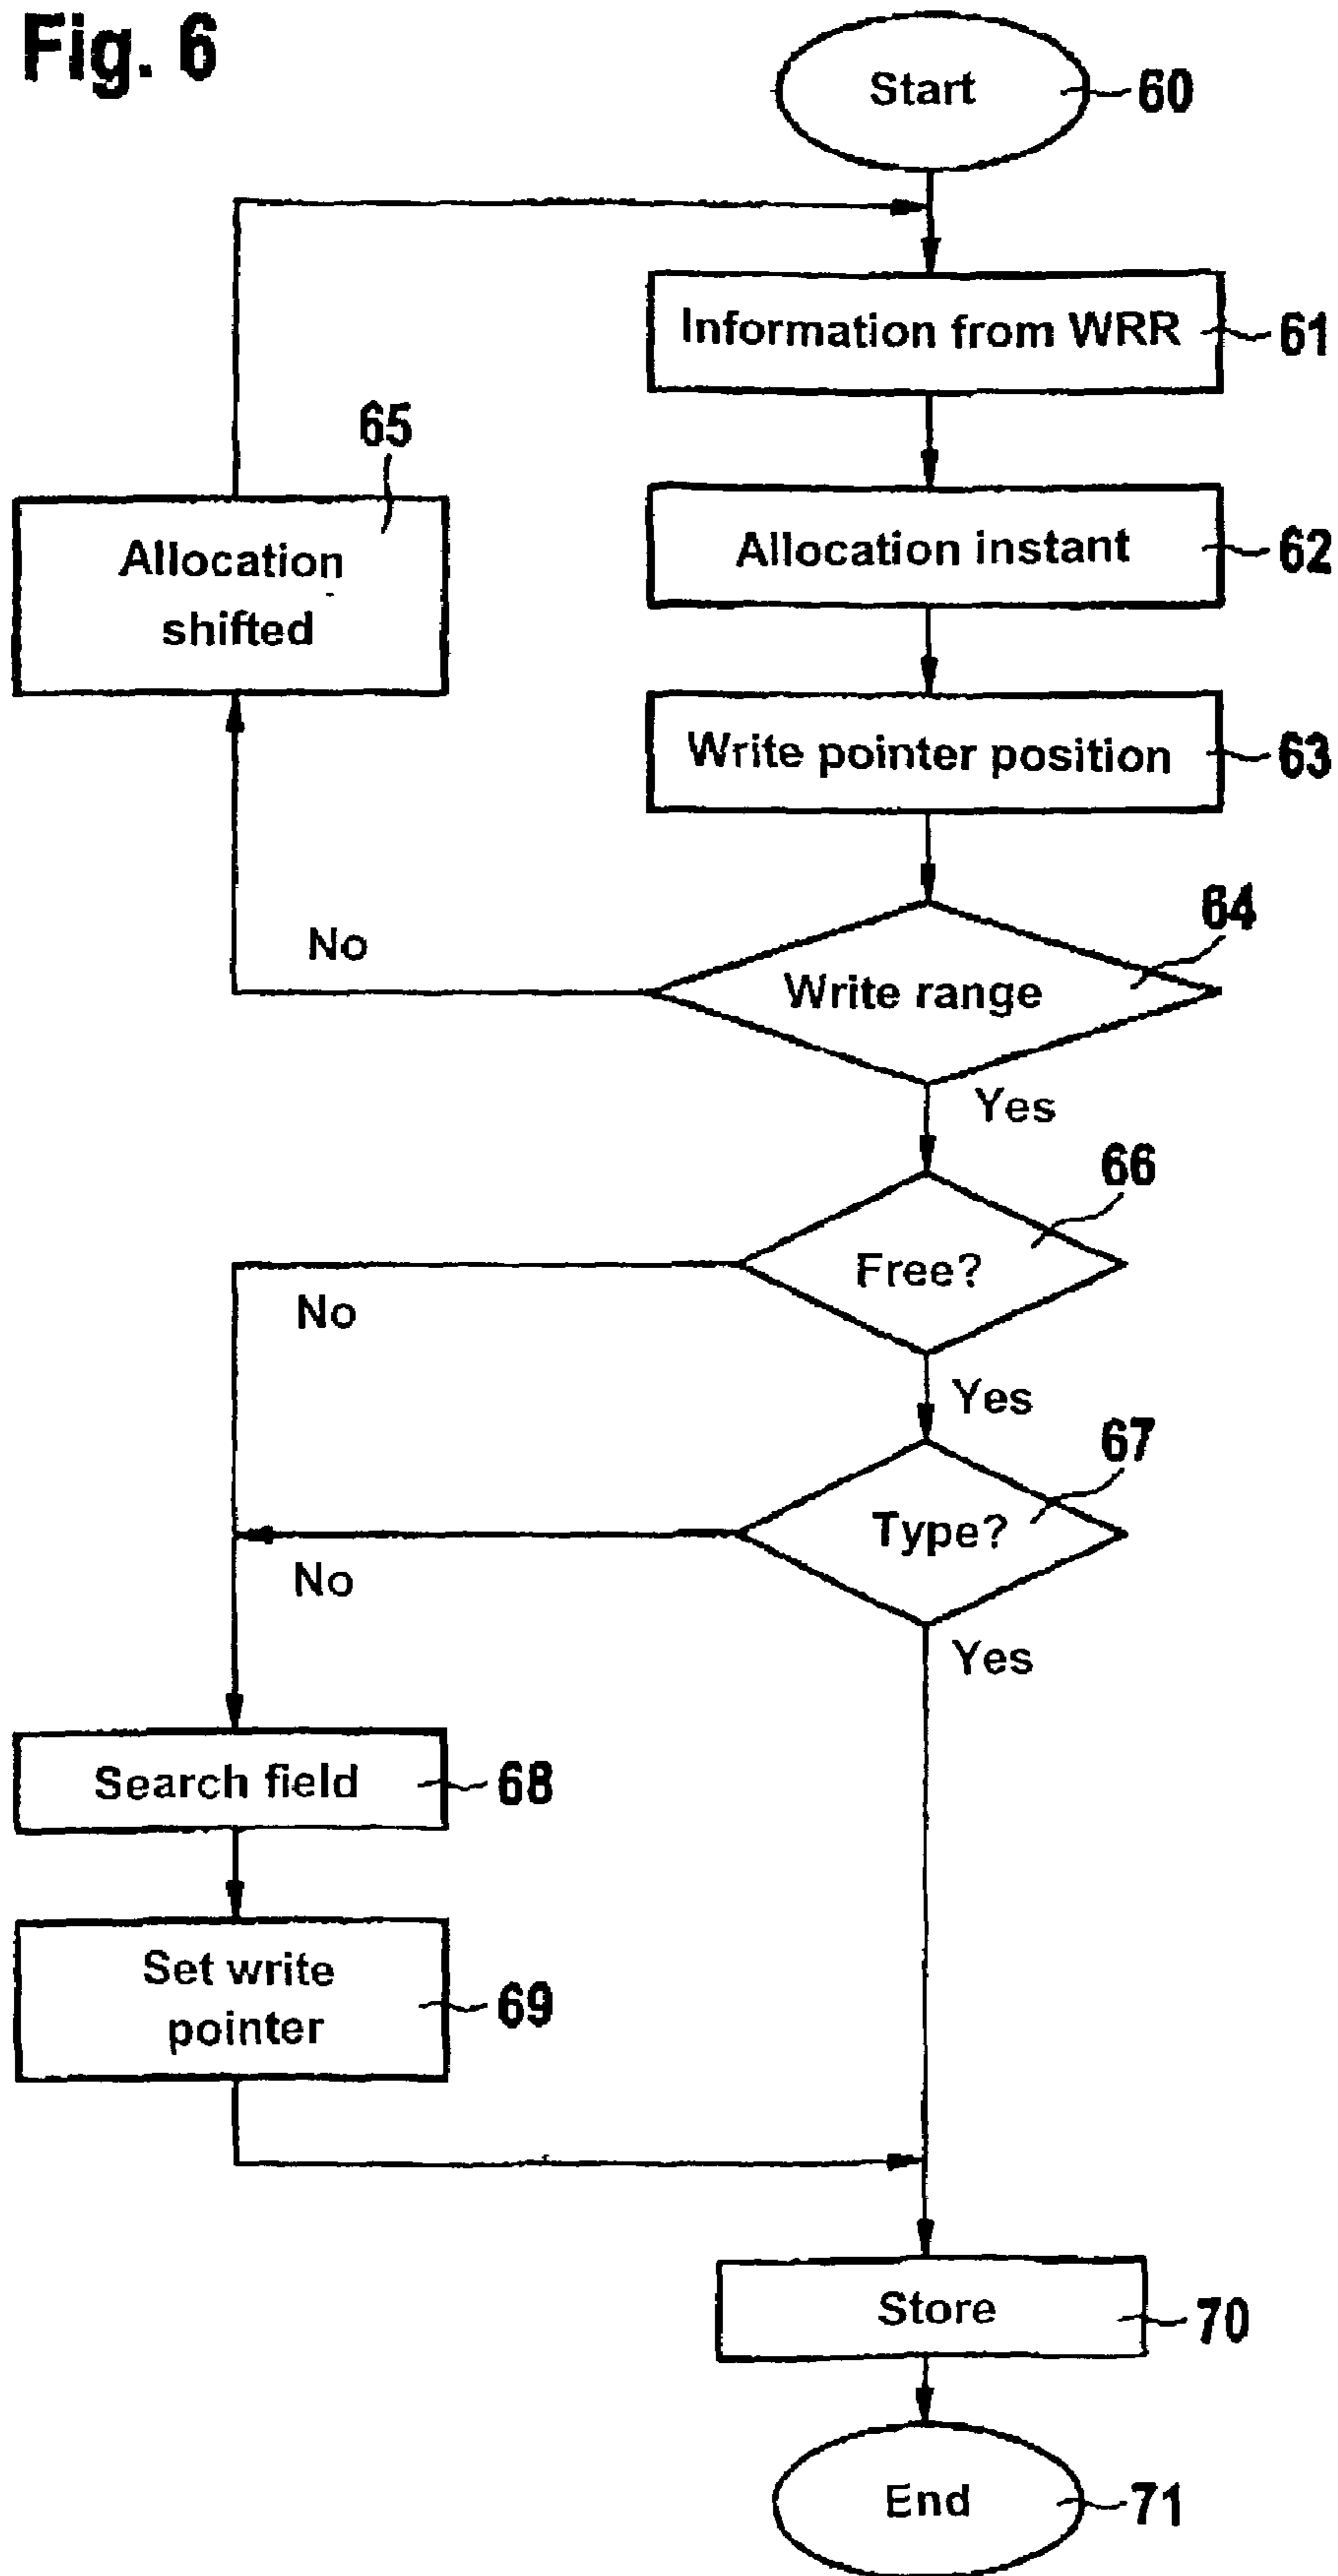 Fig. 6
Start
60
Information from WRR
61
65
Allocation
shifted
Allocation instant
62
Write pointer position
63
64
No
Write range
Yes
66
Free?
No
Yes
67
Type?
No
Yes
Search field
68
Set write
pointer
69
Store
70
End
71